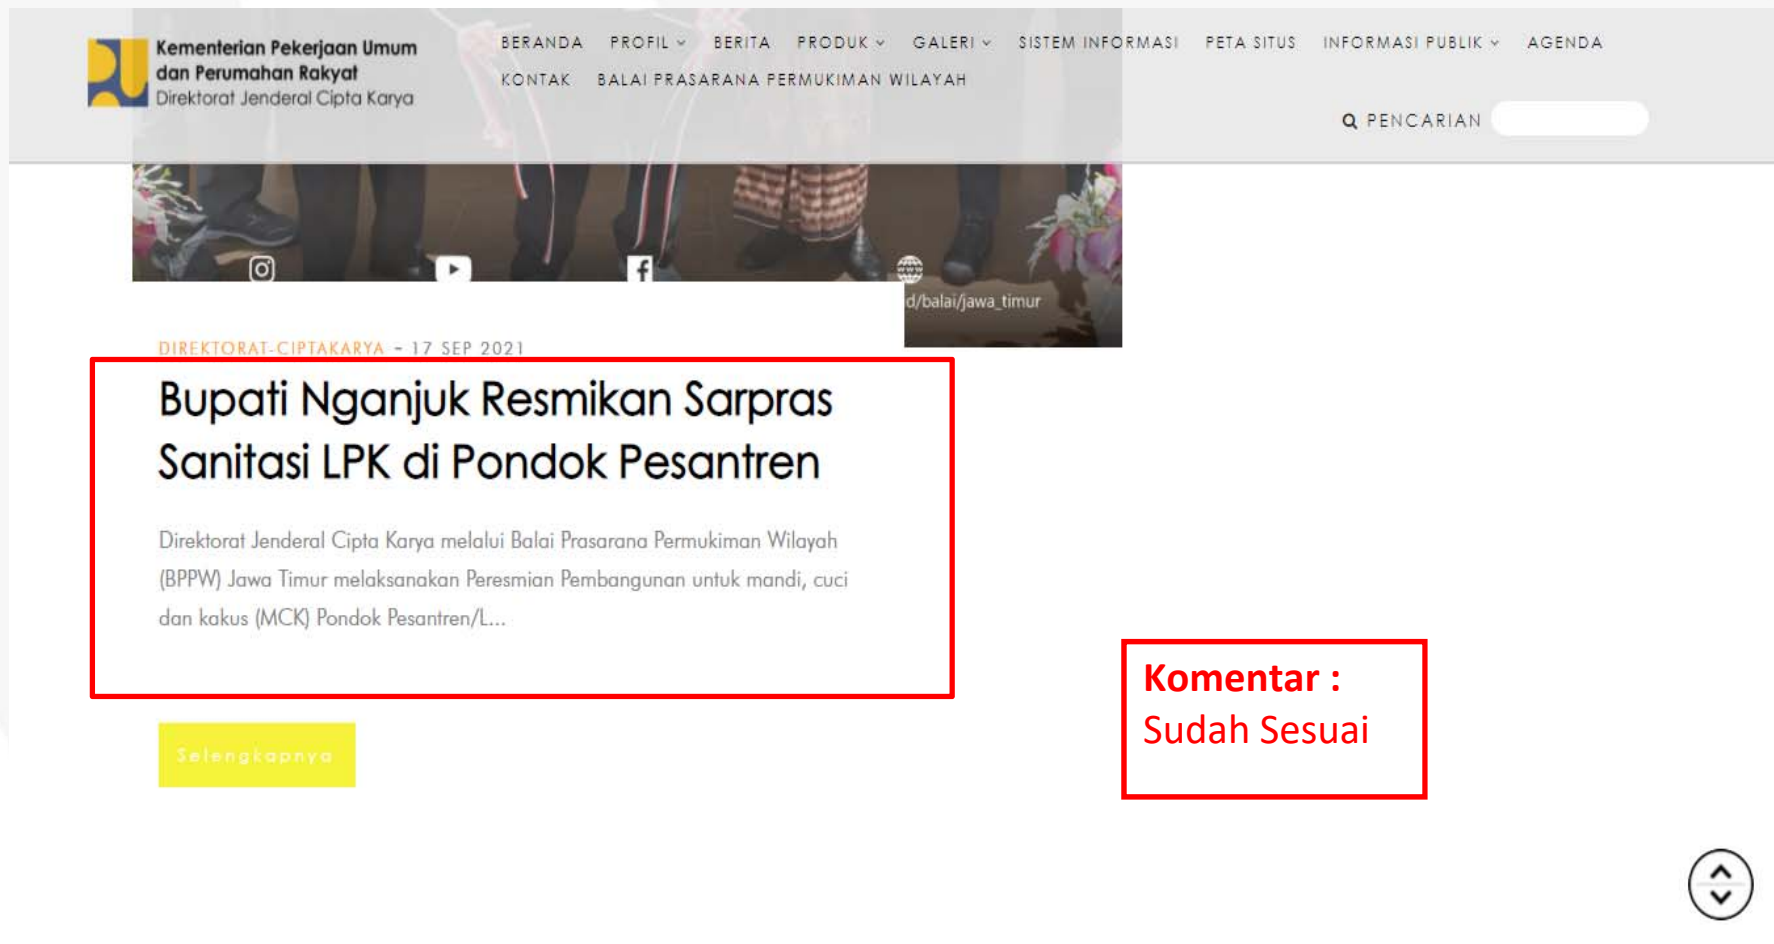 Kementerian Pekerjaan Umum
dan Perumahan Rakyat
Direktorat Jenderal Cipta Karya
BERANDA PROFIL BERITA PRODUK GALERI SISTEM INFORMASI PETA SITUS INFORMASI PUBLIK AGENDA
KONTAK BALAI PRASARANA PERMUKIMAN WILAYAH
PENCARIAN
www
d/balai/jawa_timur
DIREKTORAT-CIPTAKARYA - 17 SEP 2021
Bupati Nganjuk Resmikan Sarpras
Sanitasi LPK di Pondok Pesantren
Direktorat Jenderal Cipta Karya melalui Balai Prasarana Permukiman Wilayah
(BPPW) Jawa Timur melaksanakan Peresmian Pembangunan untuk mandi, cuci
dan kakus (MCK) Pondok Pesantren/L...
Selengkapnya
Komentar :
Sudah Sesuai